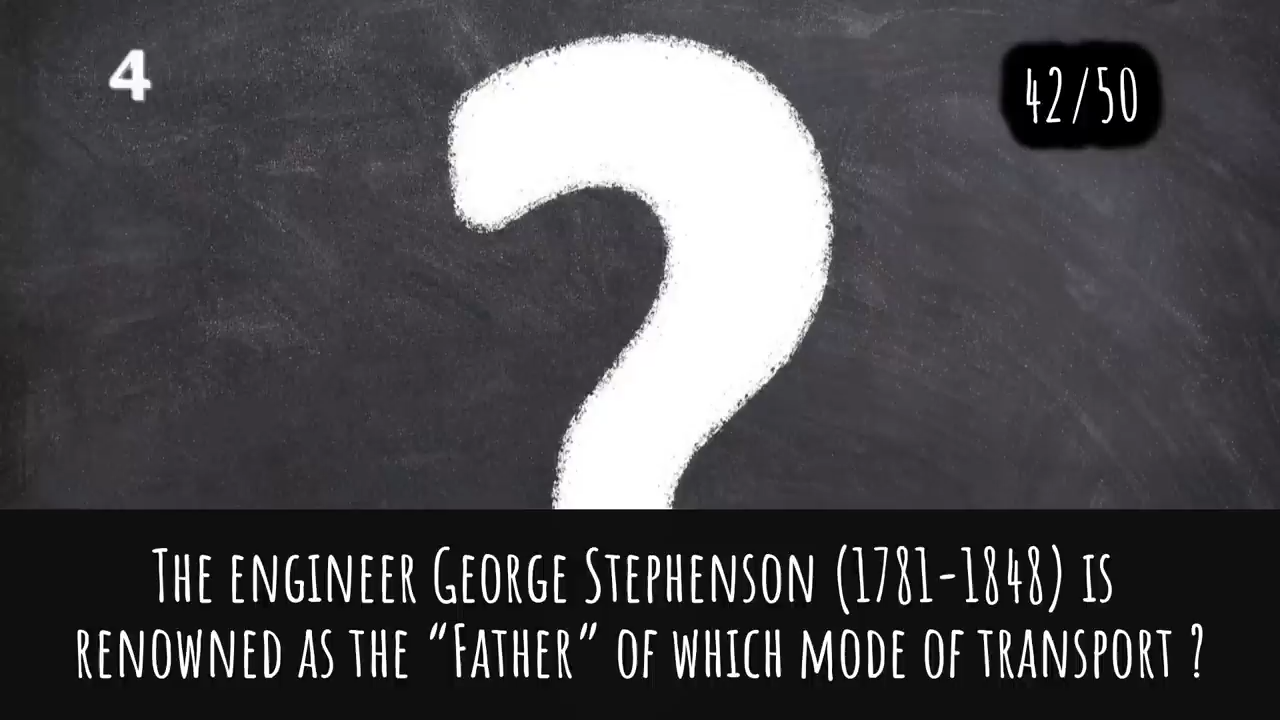 4
42/50
The engineer George Stephenson (1781-1848) is
renowned as the “Father” of which mode of transport ?